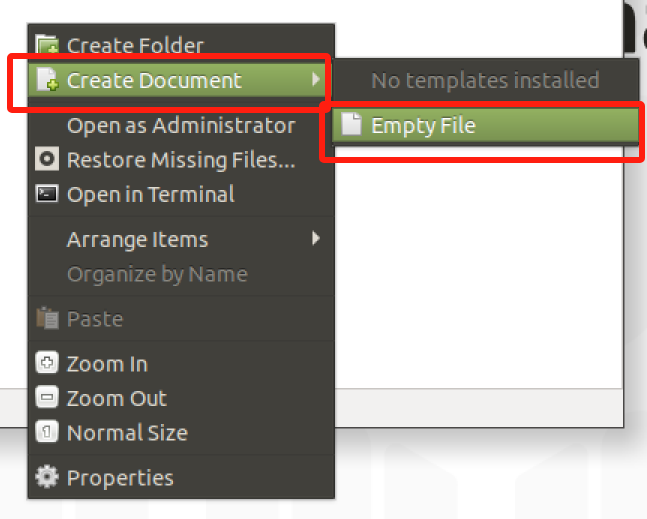 Create Folder
Create Document
No templates installed
Empty File
Open as Administrator
Restore Missing Files...
Open in Terminal
Arrange Items
Organize by Name
Paste
Zoom In
Zoom Out
Normal Size
Properties